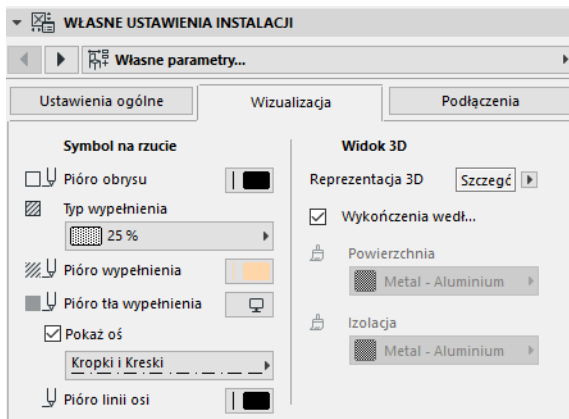 WŁASNE USTAWIENIA INSTALACJI
Własne parametry...
Ustawienia ogólne
Wizualizacja
Podłączenia
Symbol na rzucie
Pióro obrysu
Typ wypełnienia
25 %
Pióro wypełnienia
Pióro tła wypełnienia
Pokaż oś
Kropki i Kreski
Pióro linii osi
Widok 3D
Reprezentacja 3D
Szczegć
Wykończenia wedł...
Powierzchnia
Metal - Aluminium
Izolacja
Metal - Aluminium